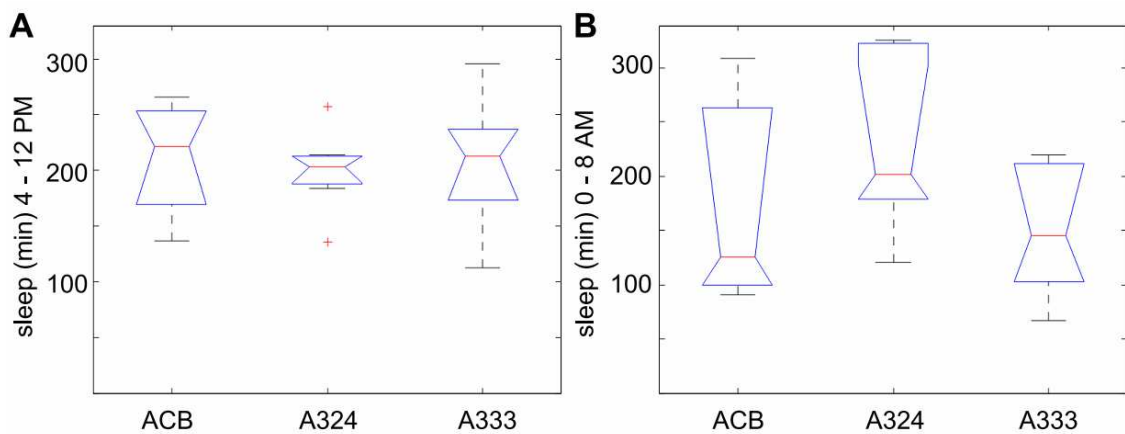 A
sleep (min) 4 - 12 PM
300
200
100
ACB A324 A333
B
sleep (min) 0 - 8 AM
300
200
100
ACB A324 A333